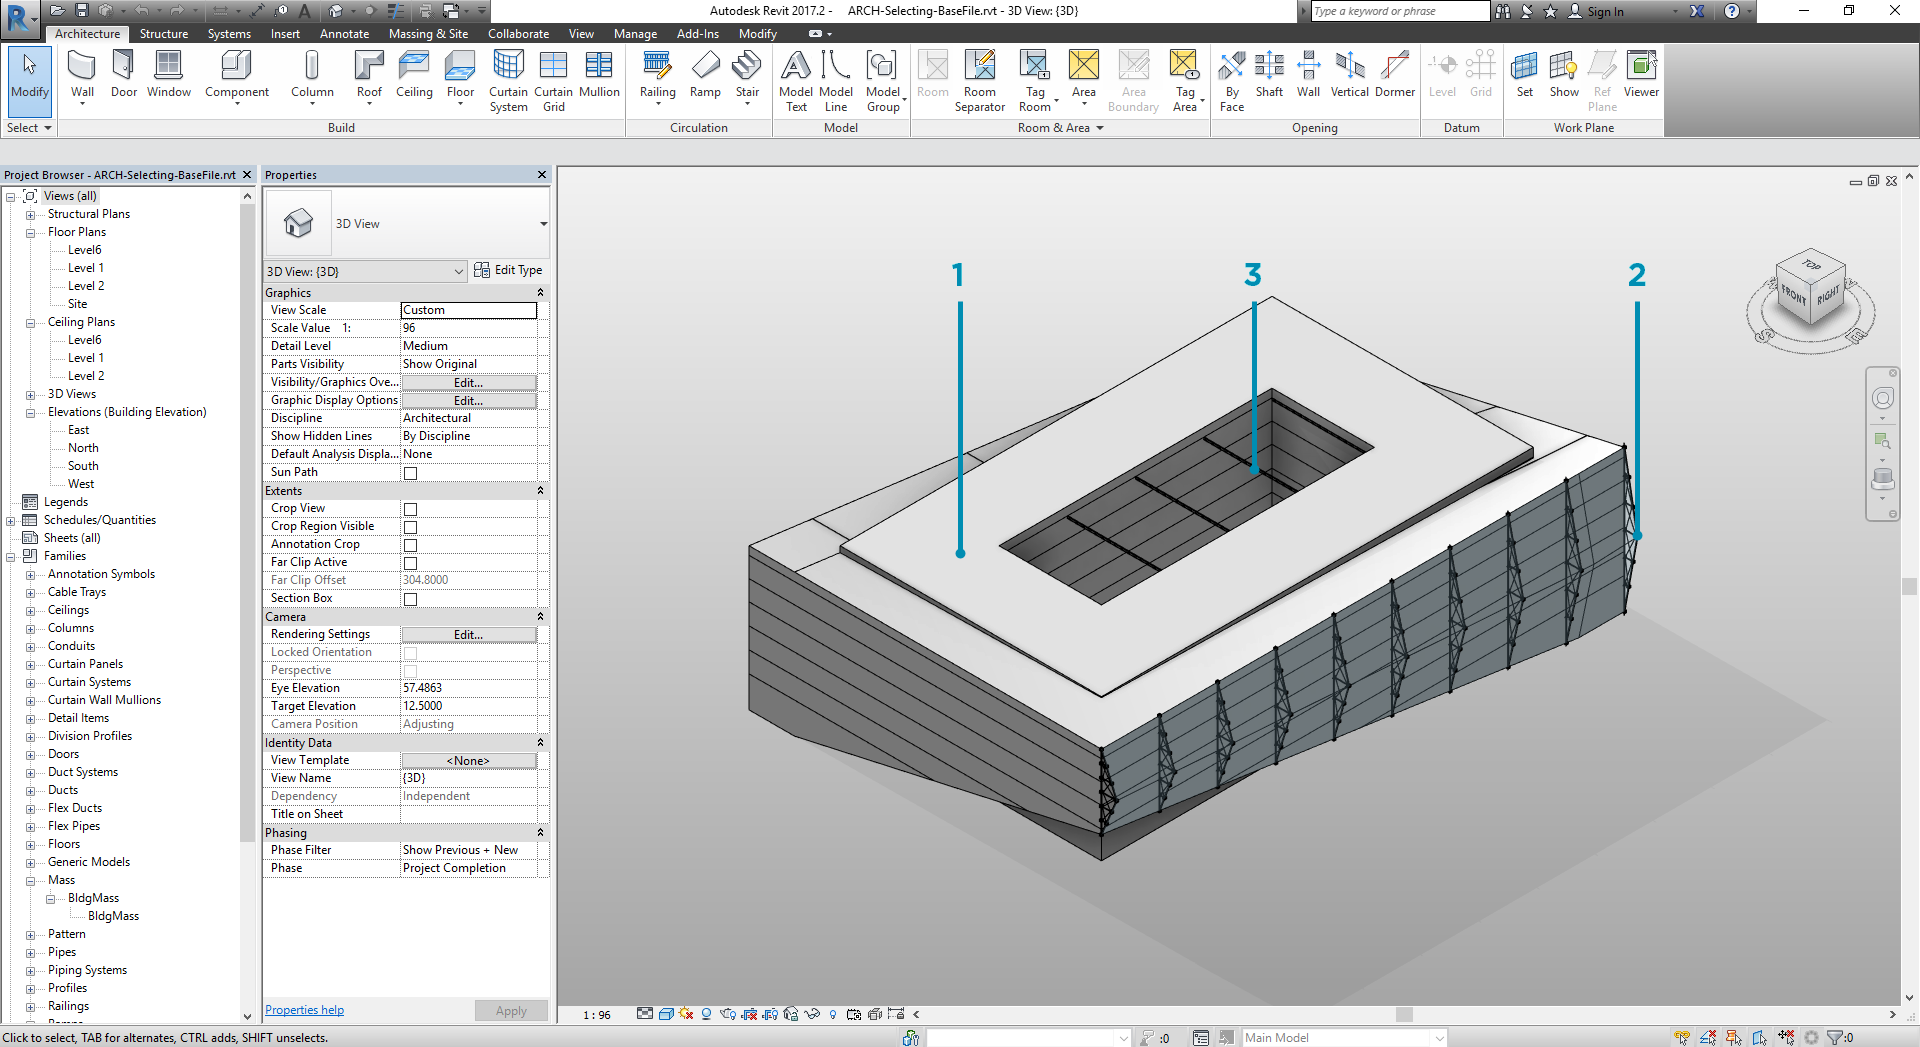 Autodesk Revit 2017.2 - ARCH-Selecting-BaseFile.rvt - 3D View: {3D}
Type a keyword or phrase
Sign In
Architecture Structure Systems Insert Annotate Massing & Site Collaborate View Manage Add-Ins Modify
Modify Wall Door Window Component Column Roof Ceiling Floor Curtain System Curtain Grid Mullion Railing Ramp Stair Model Text Model Line Model Group Room Room Separator Tag Room Area Area Boundary Tag Area By Face Shaft Wall Vertical Dormer Level Grid Set Show Ref Plane Viewer
Select Build Circulation Model Room & Area Opening Datum Work Plane
Project Browser - ARCH-Selecting-BaseFile.rvt
Views (all)
Structural Plans
Floor Plans
Level6
Level 1
Level 2
Site
Ceiling Plans
Level6
Level 1
Level 2
3D Views
Elevations (Building Elevation)
East
North
South
West
Legends
Schedules/Quantities
Sheets (all)
Families
Annotation Symbols
Cable Trays
Ceilings
Columns
Conduits
Curtain Panels
Curtain Systems
Curtain Wall Mullions
Detail Items
Division Profiles
Doors
Duct Systems
Ducts
Flex Ducts
Flex Pipes
Floors
Generic Models
Mass
BldgMass
BldgMass
Pattern
Pipes
Piping Systems
Profiles
Railings
Properties
3D View
3D View: {3D}
Edit Type
Graphics
View Scale Custom
Scale Value 1: 96
Detail Level Medium
Parts Visibility Show Original
Visibility/Graphics Ove... Edit...
Graphic Display Options Edit...
Discipline Architectural
Show Hidden Lines By Discipline
Default Analysis Displa... None
Sun Path
Extents
Crop View
Crop Region Visible
Annotation Crop
Far Clip Active
Far Clip Offset 304.8000
Section Box
Camera
Rendering Settings Edit...
Locked Orientation
Perspective
Eye Elevation 57.4863
Target Elevation 12.5000
Camera Position Adjusting
Identity Data
View Template <None>
View Name {3D}
Dependency Independent
Title on Sheet
Phasing
Phase Filter Show Previous + New
Phase Project Completion
Properties help
Apply
1 3 2
TOP
FRONT RIGHT
1 : 96
Click to select, TAB for alternates, CTRL adds, SHIFT unselects.
:0
Main Model
:0